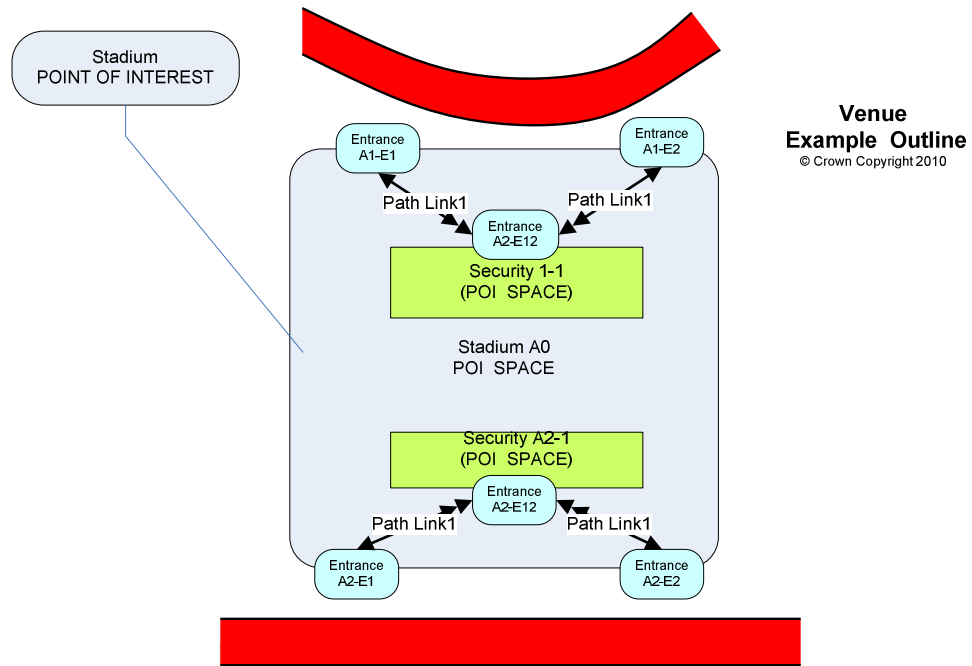 Stadium
POINT OF INTEREST
Venue
Example Outline
© Crown Copyright 2010
Entrance
A1-E1
Entrance
A1-E2
Path Link1
Path Link1
Entrance
A2-E12
Security 1-1
(POI SPACE)
Stadium A0
POI SPACE
Security A2-1
(POI SPACE)
Entrance
A2-E12
Path Link1
Path Link1
Entrance
A2-E1
Entrance
A2-E2